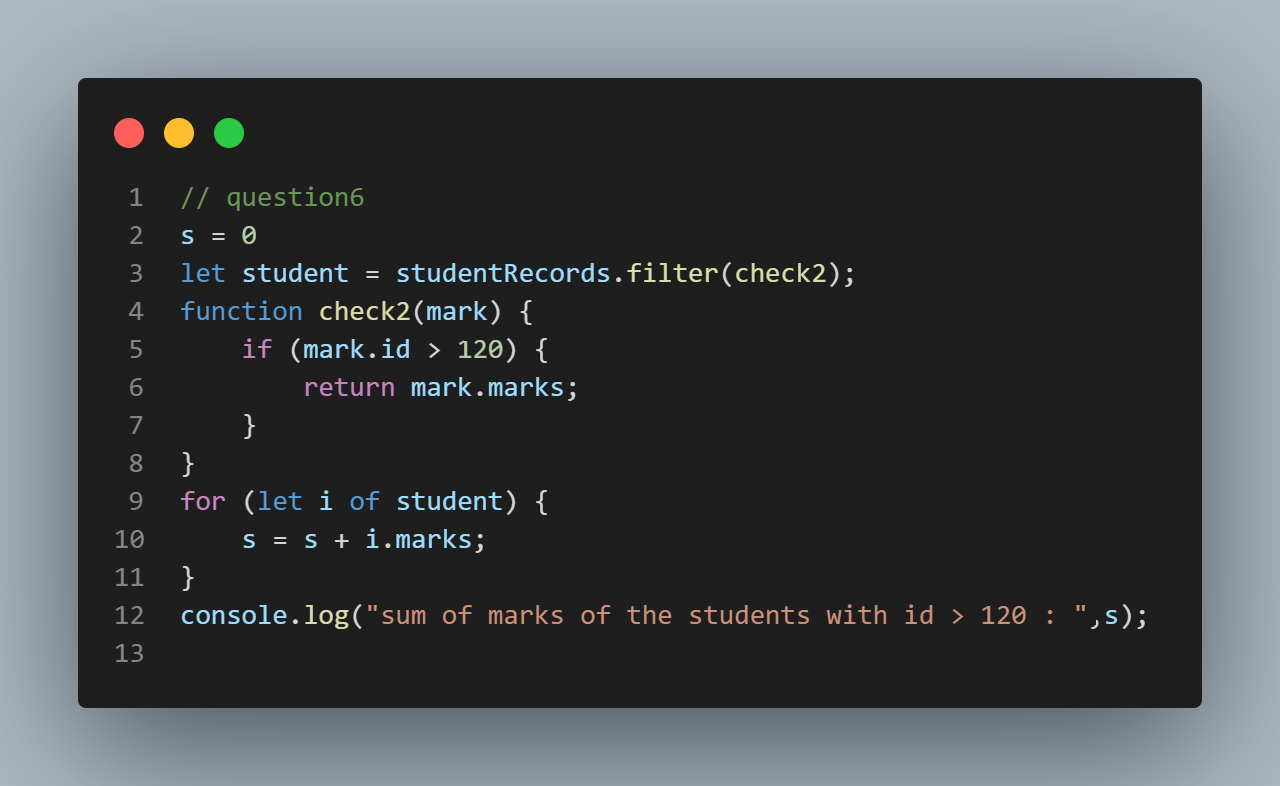 1 // question6
2 s = 0
3 let student = studentRecords.filter(check2);
4 function check2(mark) {
5     if (mark.id > 120) {
6         return mark.marks;
7     }
8 }
9 for (let i of student) {
10     s = s + i.marks;
11 }
12 console.log("sum of marks of the students with id > 120 : ",s);
13